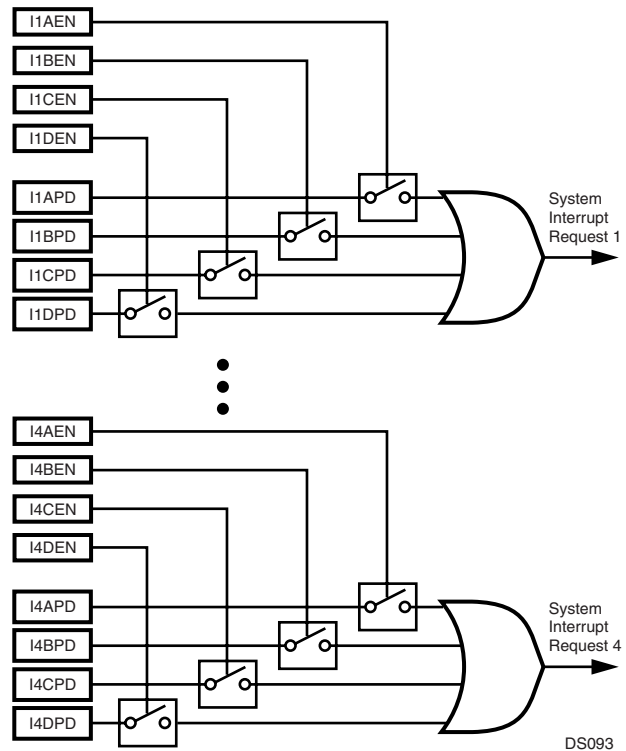 I1AEN
I1BEN
I1CEN
I1DEN
I1APD
I1BPD
I1CPD
I1DPD
System
Interrupt
Request 1
I4AEN
I4BEN
I4CEN
I4DEN
I4APD
I4BPD
I4CPD
I4DPD
System
Interrupt
Request 4
DS093